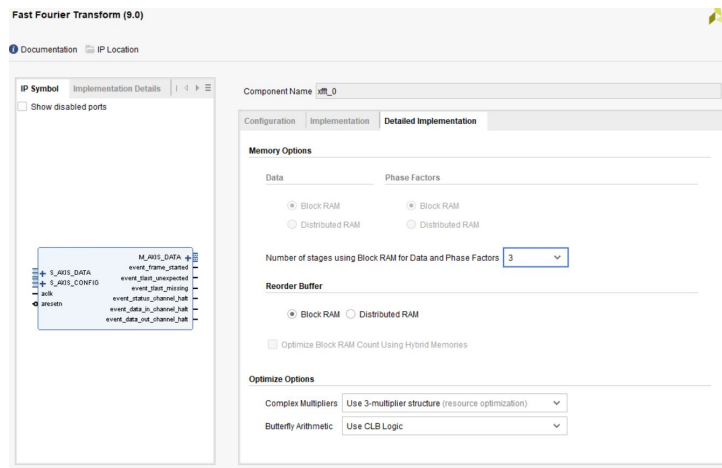 Fast Fourier Transform (9.0)
Documentation IP Location
IP Symbol Implementation Details
Show disabled ports
S_AXIS_DATA
S_AXIS_CONFIG
aclk
aresetn
M_AXIS_DATA
event_frame_started
event_tlast_unexpected
event_tlast_missing
event_status_channel_halt
event_data_in_channel_halt
event_data_out_channel_halt
Component Name xfft_0
Configuration Implementation Detailed Implementation
Memory Options
Data Phase Factors
Block RAM Block RAM
Distributed RAM Distributed RAM
Number of stages using Block RAM for Data and Phase Factors 3
Reorder Buffer
Block RAM Distributed RAM
Optimize Block RAM Count Using Hybrid Memories
Optimize Options
Complex Multipliers Use 3-multiplier structure (resource optimization)
Butterfly Arithmetic Use CLB Logic